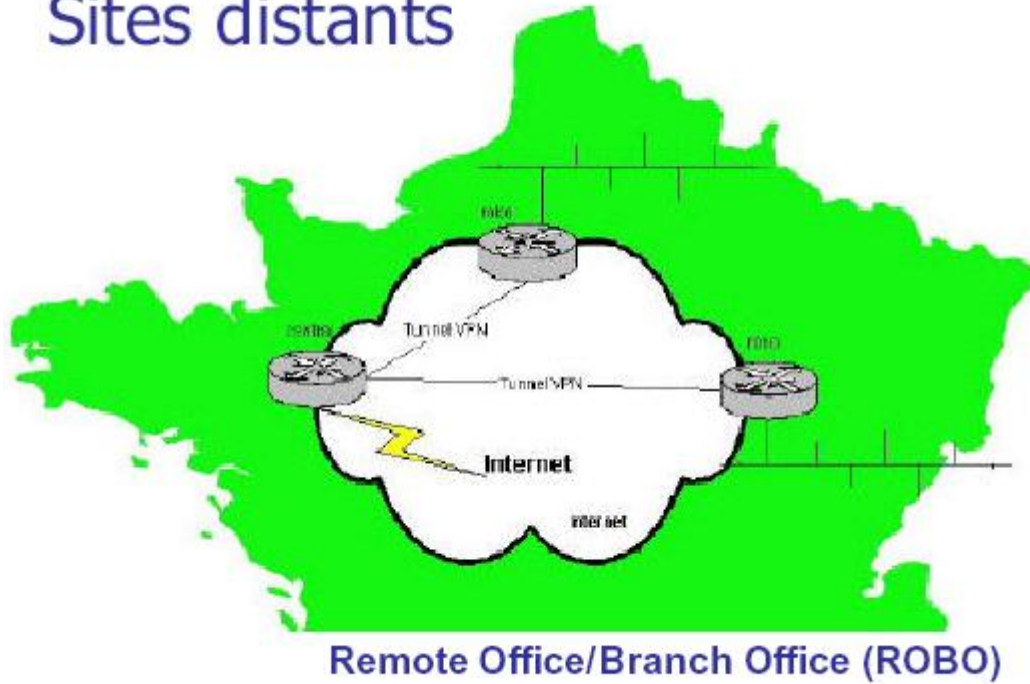 Sites distants
Tunnel VPN
Tunnel VPN
Internet
internet
Remote Office/Branch Office (ROBO)